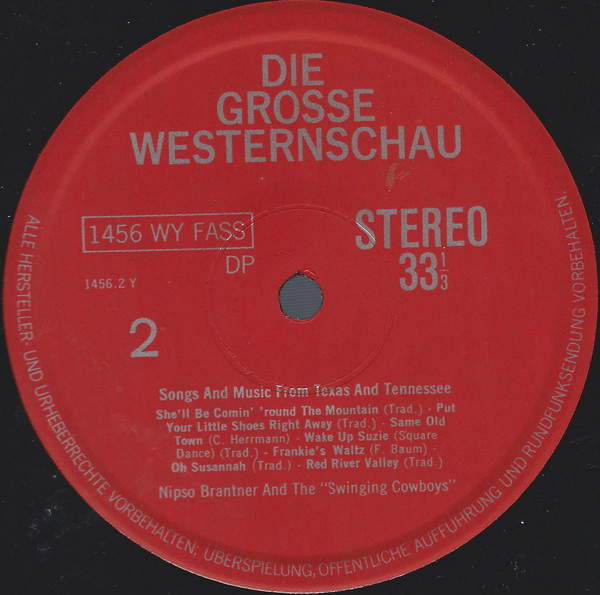 DIE
GROSSE
WESTERNSCHAU
1456 WY FASS
DP
1456.2 Y
STEREO
33 1/3
2
Songs And Music From Texas And Tennessee
She'll Be Comin' 'round The Mountain (Trad.) - Put
Your Little Shoes Right Away (Trad.) - Same Old
Town (C. Herrmann) - Wake Up Suzie (Square
Dance) (Trad.) - Frankie's Waltz (F. Baum) -
Oh Susannah (Trad.) - Red River Valley (Trad.)
Nipso Brantner And The "Swinging Cowboys"
ALLE HERSTELLER- UND URHEBERRECHTE VORBEHALTEN; ÜBERSPIELUNG, ÖFFENTLICHE AUFFÜHRUNG UND RUNDFUNKSENDUNG VORBEHALTEN.